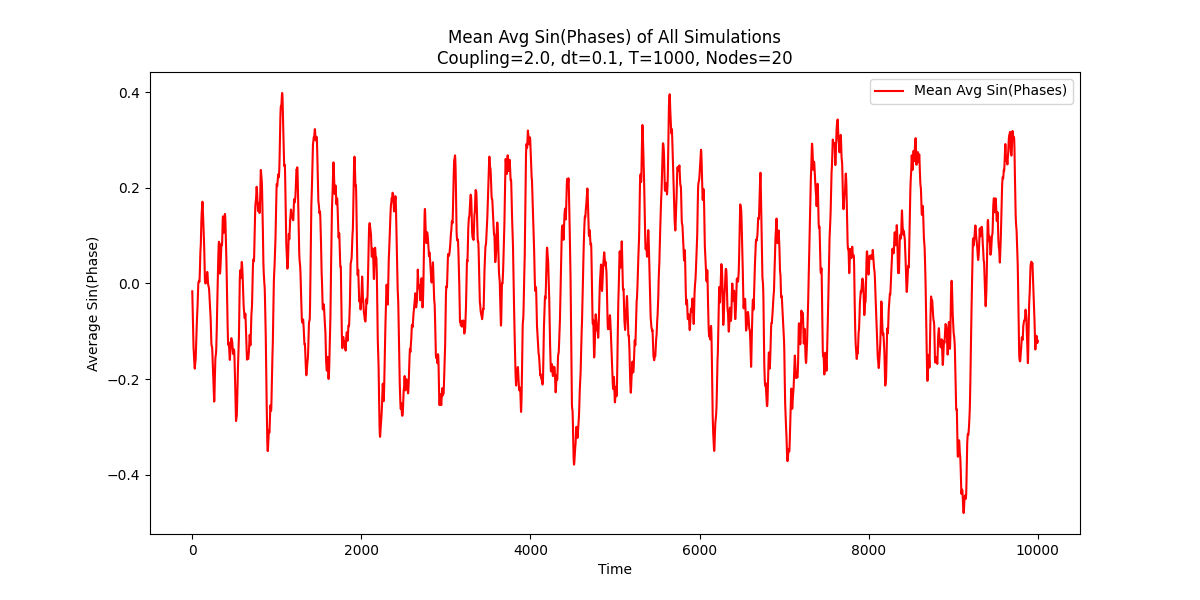 Mean Avg Sin(Phases) of All Simulations
Coupling=2.0, dt=0.1, T=1000, Nodes=20
Mean Avg Sin(Phases)
Average Sin(Phase)
0.4
0.2
0.0
−0.2
−0.4
0 2000 4000 6000 8000 10000
Time